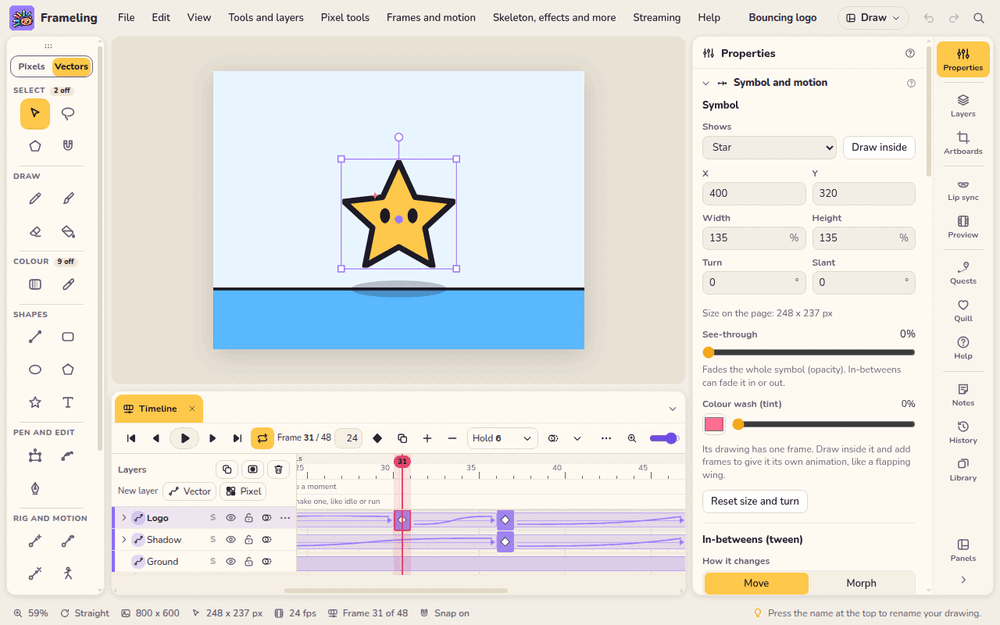 Frameling File Edit View Tools and layers Pixel tools Frames and motion Skeleton, effects and more Streaming Help Bouncing logo Draw
Pixels Vectors
SELECT 2 off
DRAW
COLOUR 9 off
SHAPES
PEN AND EDIT
RIG AND MOTION
Properties
Symbol and motion
Symbol
Shows
Star Draw inside
X Y
400 320
Width Height
135 % 135 %
Turn Slant
0 ° 0 °
Size on the page: 248 x 237 px
See-through 0%
Fades the whole symbol (opacity). In-betweens
can fade it in or out.
Colour wash (tint) 0%
Its drawing has one frame. Draw inside it and add
frames to give it its own animation, like a flapping
wing.
Reset size and turn
In-betweens (tween)
How it changes
Move Morph
Properties
Layers
Artboards
Lip sync
Preview
Quests
Quill
Help
Notes
History
Library
Panels
Timeline
Frame 31 / 48 24 Hold 6
Layers
25 30 31 35 40 45
New layer Vector Pixel
a moment
make one, like idle or run
Logo S
Shadow S
Ground S
59% Straight 800 x 600 248 x 237 px 24 fps Frame 31 of 48 Snap on Press the name at the top to rename your drawing.